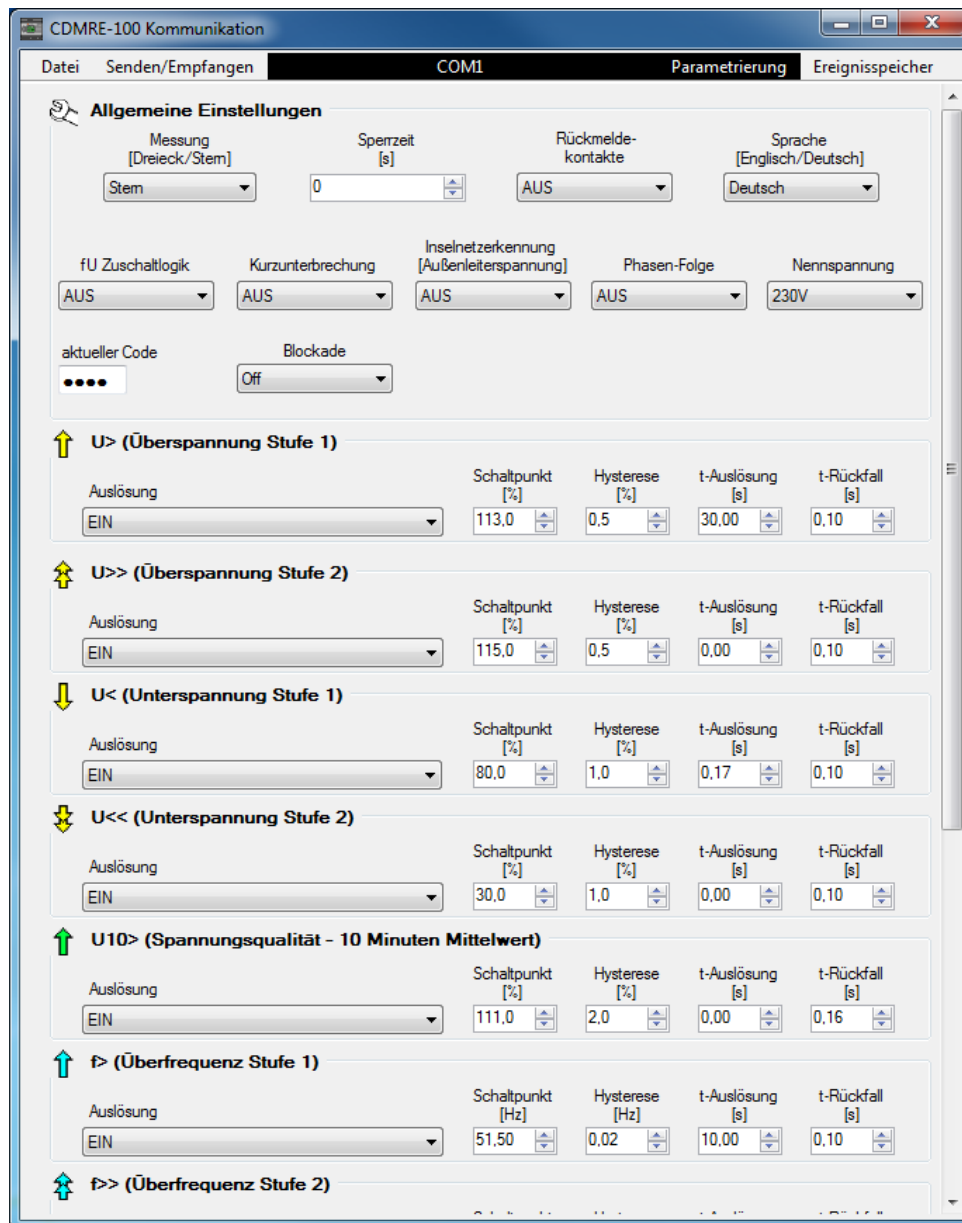 CDMRE-100 Kommunikation
Datei Senden/Empfangen COM1 Parametrierung Ereignisspeicher
Allgemeine Einstellungen
Messung Sperrzeit Rückmelde- Sprache
[Dreieck/Stern] [s] kontakte [Englisch/Deutsch]
Stern 0 AUS Deutsch
Inselnetzerkennung
fU Zuschaltlogik Kurzunterbrechung [Außenleiterspannung] Phasen-Folge Nennspannung
AUS AUS AUS AUS 230V
aktueller Code Blockade
●●●● Off
U> (Überspannung Stufe 1)
Schaltpunkt Hysterese t-Auslösung t-Rückfall
Auslösung [%] [%] [s] [s]
EIN 113,0 0,5 30,00 0,10
U>> (Überspannung Stufe 2)
Schaltpunkt Hysterese t-Auslösung t-Rückfall
Auslösung [%] [%] [s] [s]
EIN 115,0 0,5 0,00 0,10
U< (Unterspannung Stufe 1)
Schaltpunkt Hysterese t-Auslösung t-Rückfall
Auslösung [%] [%] [s] [s]
EIN 80,0 1,0 0,17 0,10
U<< (Unterspannung Stufe 2)
Schaltpunkt Hysterese t-Auslösung t-Rückfall
Auslösung [%] [%] [s] [s]
EIN 30,0 1,0 0,00 0,10
U10> (Spannungsqualität - 10 Minuten Mittelwert)
Schaltpunkt Hysterese t-Auslösung t-Rückfall
Auslösung [%] [%] [s] [s]
EIN 111,0 2,0 0,00 0,16
f> (Überfrequenz Stufe 1)
Schaltpunkt Hysterese t-Auslösung t-Rückfall
Auslösung [Hz] [Hz] [s] [s]
EIN 51,50 0,02 10,00 0,10
f>> (Überfrequenz Stufe 2)